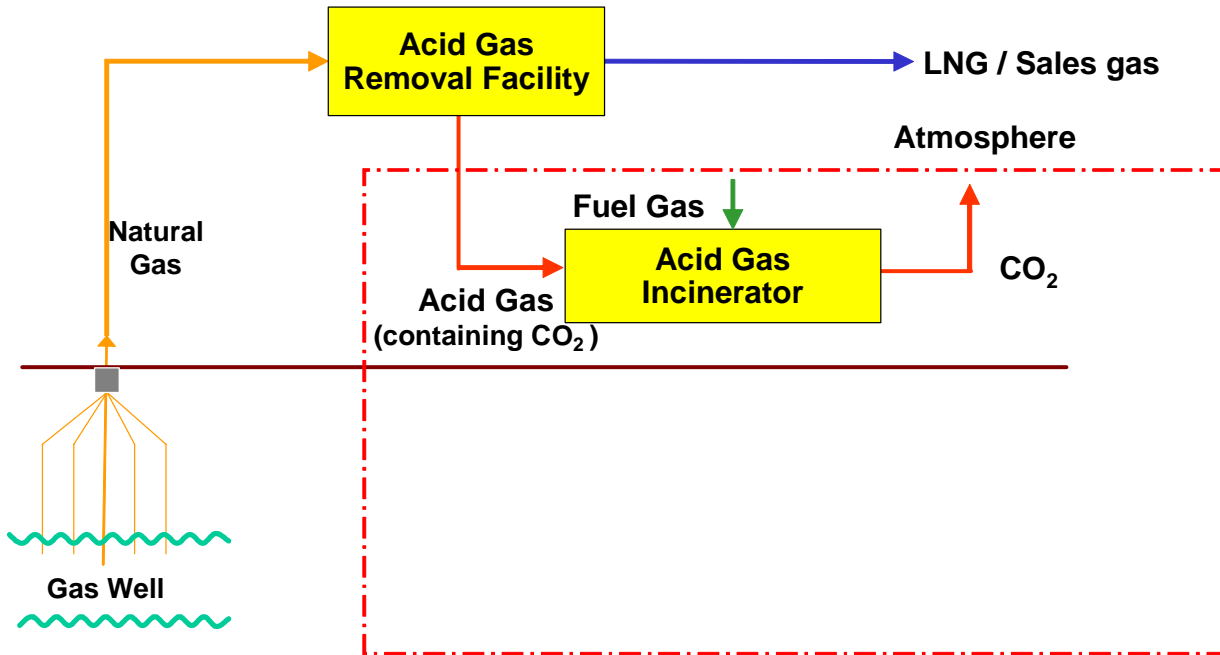 Acid Gas
Removal Facility
LNG / Sales gas
Atmosphere
Natural
Gas
Fuel Gas
Acid Gas
Incinerator
CO₂
Acid Gas
(containing CO₂ )
Gas Well